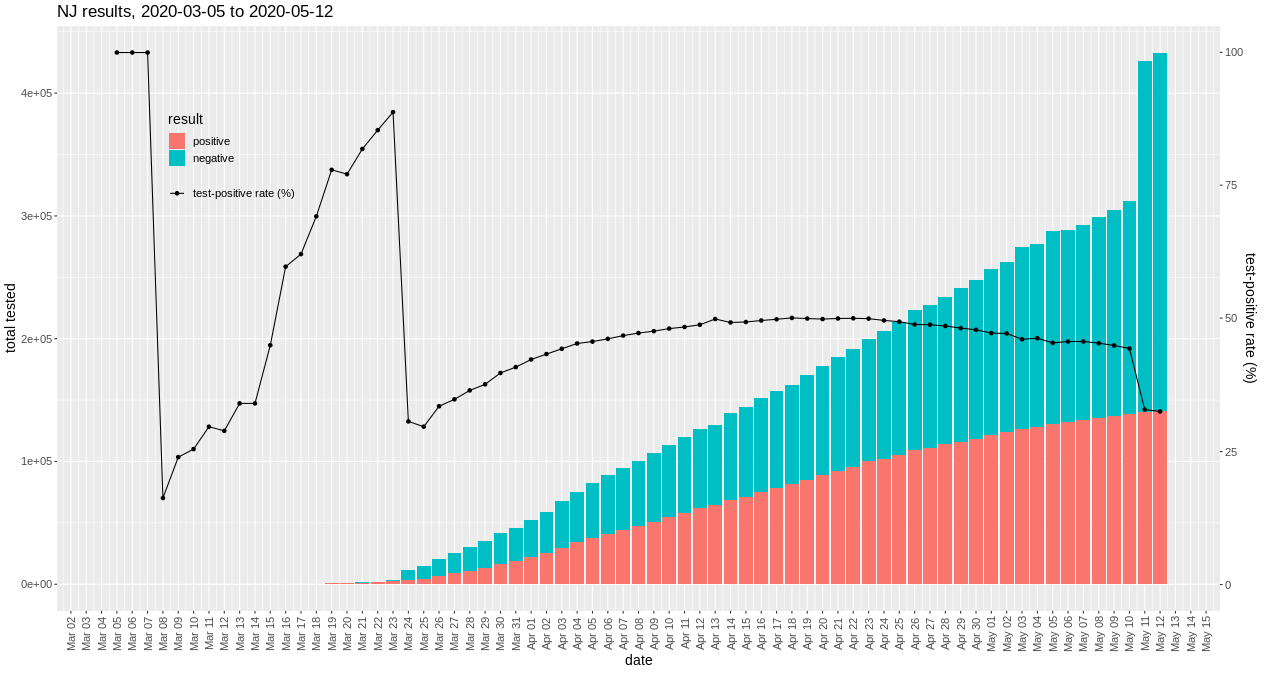 NJ results, 2020-03-05 to 2020-05-12
total tested
4e+05
3e+05
2e+05
1e+05
0e+00
result
positive
negative
test-positive rate (%)
100
75
50
25
0
test-positive rate (%)
Mar 02
Mar 03
Mar 04
Mar 05
Mar 06
Mar 07
Mar 08
Mar 09
Mar 10
Mar 11
Mar 12
Mar 13
Mar 14
Mar 15
Mar 16
Mar 17
Mar 18
Mar 19
Mar 20
Mar 21
Mar 22
Mar 23
Mar 24
Mar 25
Mar 26
Mar 27
Mar 28
Mar 29
Mar 30
Mar 31
Apr 01
Apr 02
Apr 03
Apr 04
Apr 05
Apr 06
Apr 07
Apr 08
Apr 09
Apr 10
Apr 11
Apr 12
Apr 13
Apr 14
Apr 15
Apr 16
Apr 17
Apr 18
Apr 19
Apr 20
Apr 21
Apr 22
Apr 23
Apr 24
Apr 25
Apr 26
Apr 27
Apr 28
Apr 29
Apr 30
May 01
May 02
May 03
May 04
May 05
May 06
May 07
May 08
May 09
May 10
May 11
May 12
May 13
May 14
May 15
date